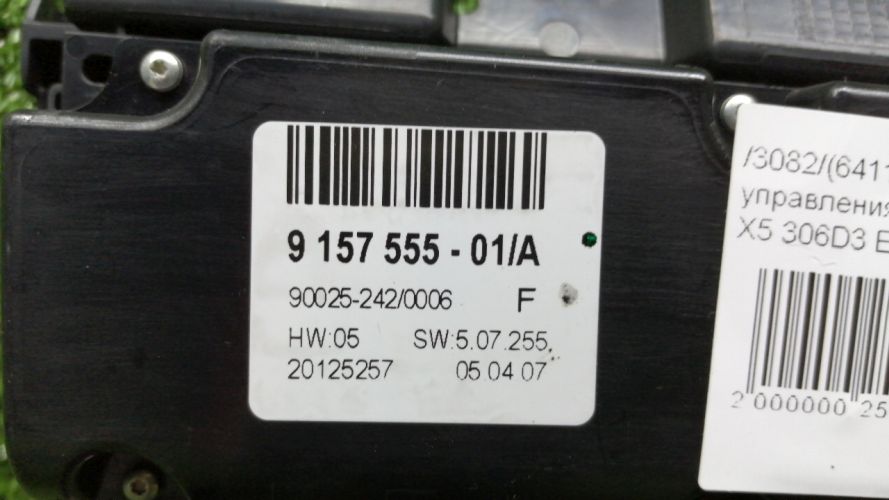 9 157 555 - 01/A
90025-242/0006 F
HW:05 SW:5.07.255
20125257 05.04 07
/3082/(6411
управления
X5 306D3 E
2 000000 25